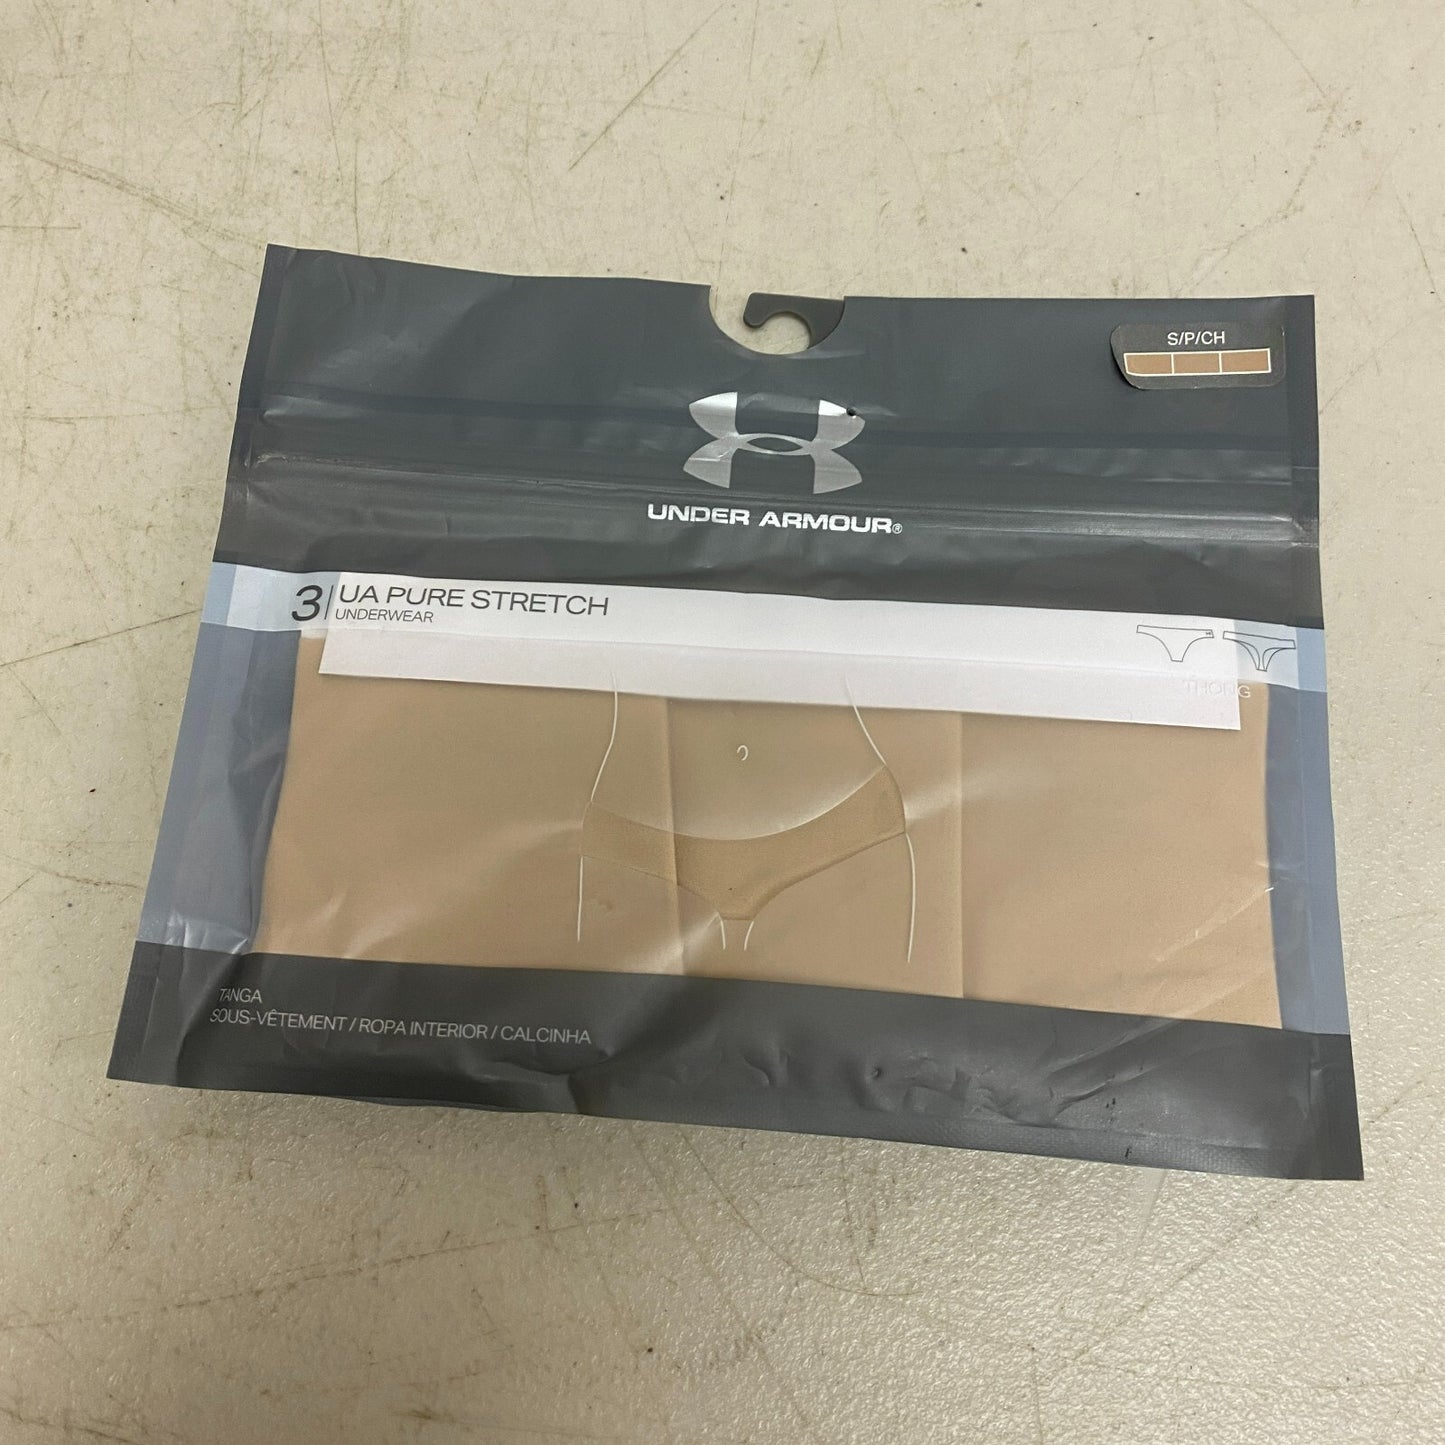 S/P/CH
UNDER ARMOUR®
3 | UA PURE STRETCH
UNDERWEAR
THONG
TANGA
SOUS-VÊTEMENT / ROPA INTERIOR / CALCINHA